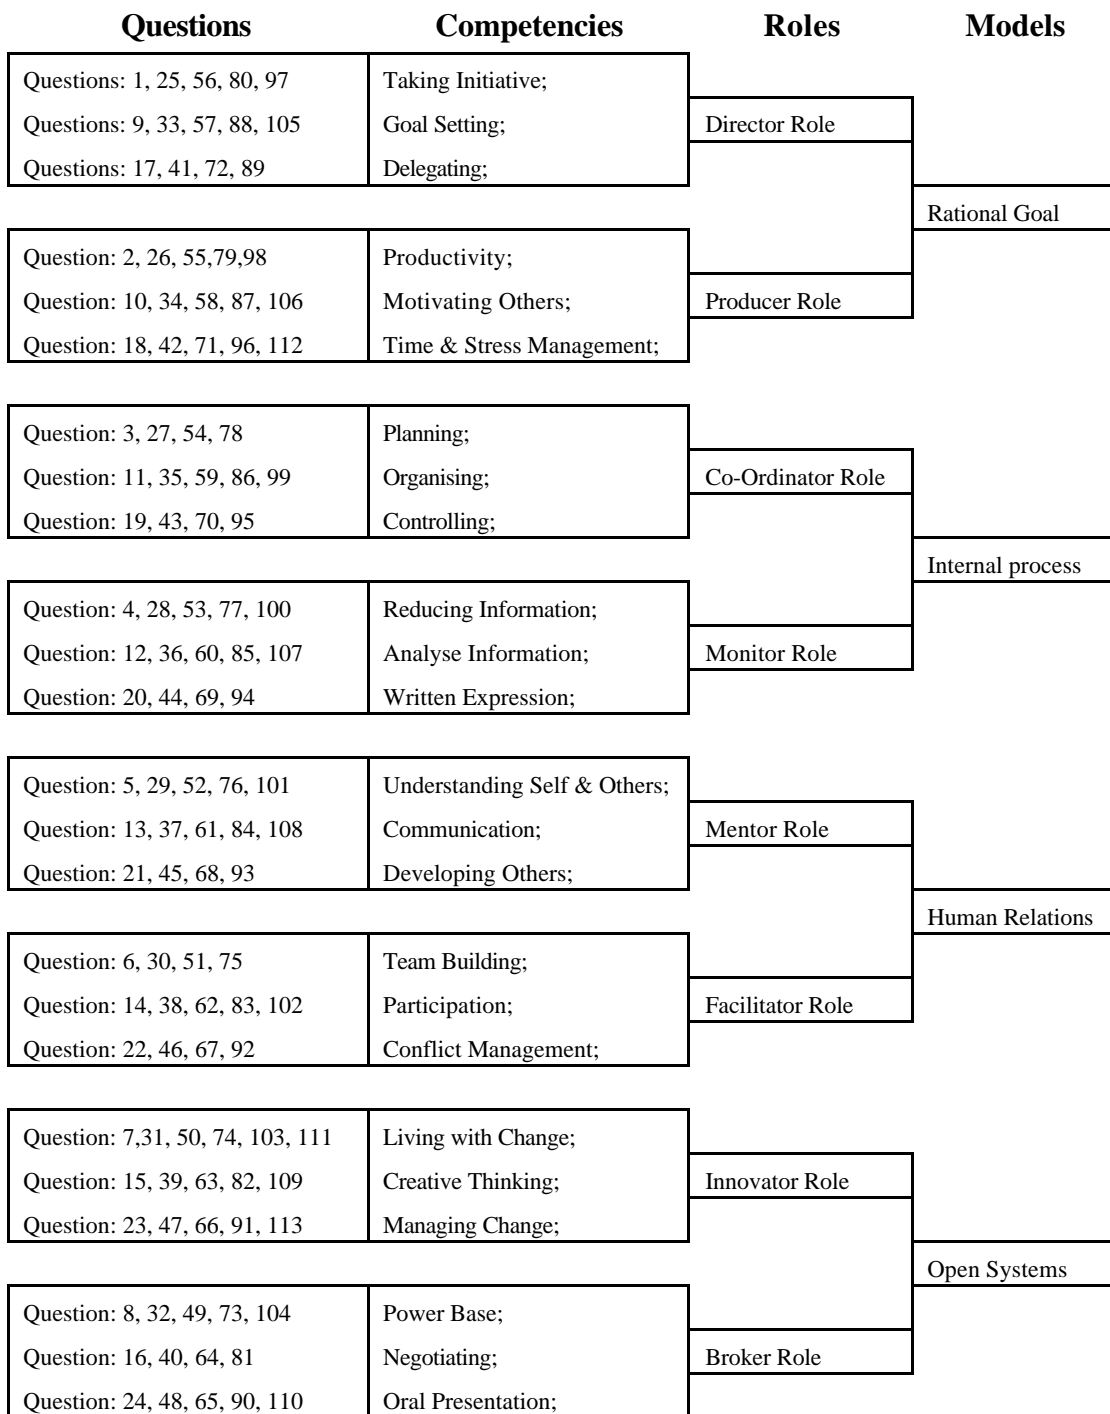 Questions Competencies Roles Models
Questions: 1, 25, 56, 80, 97 Taking Initiative;
Questions: 9, 33, 57, 88, 105 Goal Setting; Director Role
Questions: 17, 41, 72, 89 Delegating;
Rational Goal
Question: 2, 26, 55,79,98 Productivity;
Question: 10, 34, 58, 87, 106 Motivating Others; Producer Role
Question: 18, 42, 71, 96, 112 Time & Stress Management;
Question: 3, 27, 54, 78 Planning;
Question: 11, 35, 59, 86, 99 Organising; Co-Ordinator Role
Question: 19, 43, 70, 95 Controlling;
Internal process
Question: 4, 28, 53, 77, 100 Reducing Information;
Question: 12, 36, 60, 85, 107 Analyse Information; Monitor Role
Question: 20, 44, 69, 94 Written Expression;
Question: 5, 29, 52, 76, 101 Understanding Self & Others;
Question: 13, 37, 61, 84, 108 Communication; Mentor Role
Question: 21, 45, 68, 93 Developing Others;
Human Relations
Question: 6, 30, 51, 75 Team Building;
Question: 14, 38, 62, 83, 102 Participation; Facilitator Role
Question: 22, 46, 67, 92 Conflict Management;
Question: 7,31, 50, 74, 103, 111 Living with Change;
Question: 15, 39, 63, 82, 109 Creative Thinking; Innovator Role
Question: 23, 47, 66, 91, 113 Managing Change;
Open Systems
Question: 8, 32, 49, 73, 104 Power Base;
Question: 16, 40, 64, 81 Negotiating; Broker Role
Question: 24, 48, 65, 90, 110 Oral Presentation;